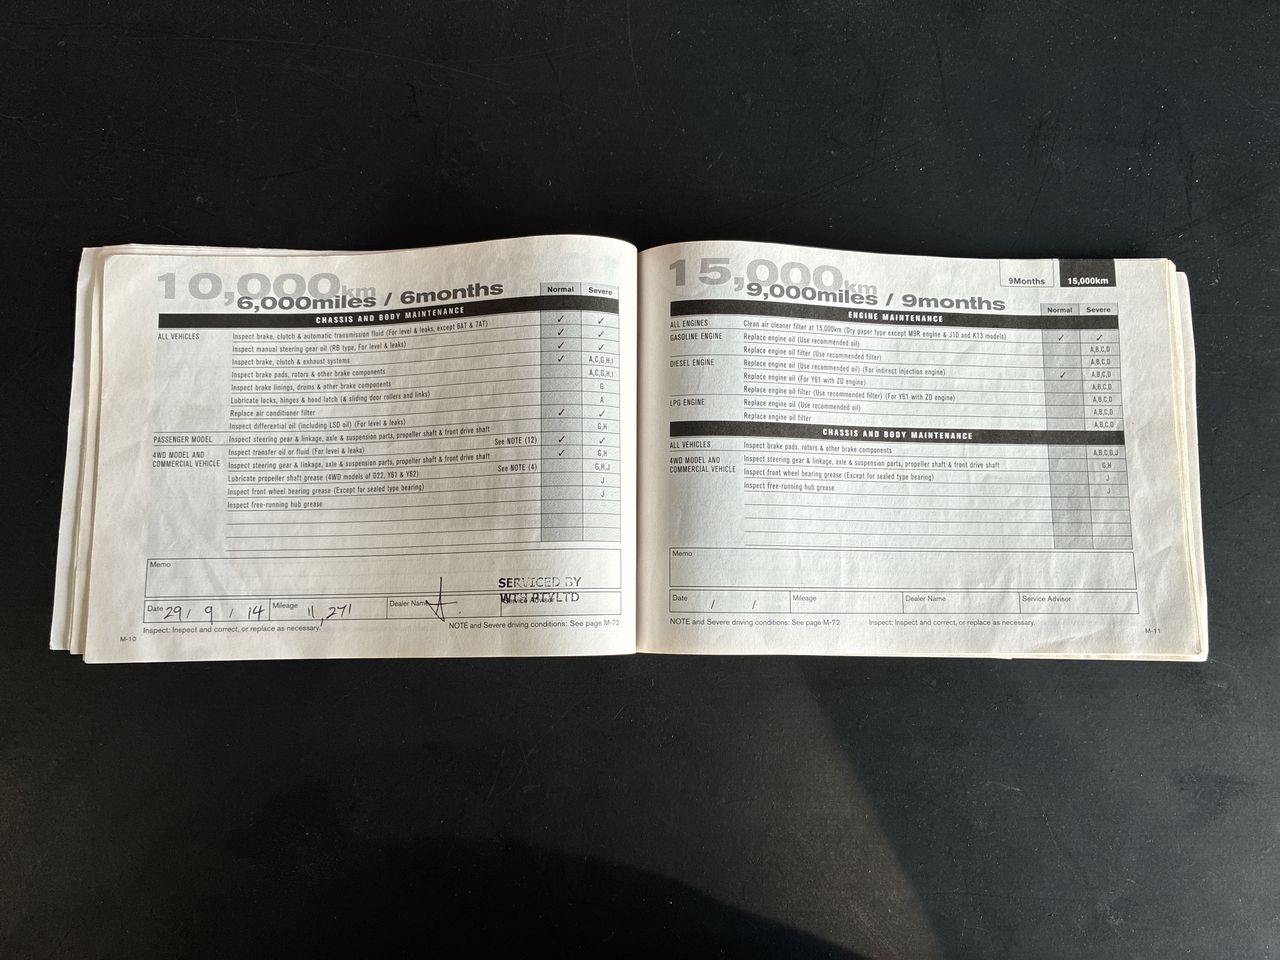 10,000km
6,000miles / 6months
Normal Severe
CHASSIS AND BODY MAINTENANCE
ALL VEHICLES Inspect brake, clutch & automatic transmission fluid (For level & leaks, except 6AT & 7AT) ✓ ✓
Inspect manual steering gear oil (RB type, For level & leaks) ✓ ✓
Inspect brake, clutch & exhaust systems ✓ ✓
Inspect brake pads, rotors & other brake components ✓ A,C,G,H,I
Inspect brake linings, drums & other brake components A,C,G,H,I
Lubricate locks, hinges & hood latch (& sliding door rollers and links) G
Replace air conditioner filter A
Inspect differential oil (including LSD oil) (For level & leaks) ✓ ✓
PASSENGER MODEL Inspect steering gear & linkage, axle & suspension parts, propeller shaft & front drive shaft G,H
4WD MODEL AND COMMERCIAL VEHICLE Inspect transfer oil or fluid (For level & leaks) See NOTE (12) ✓ ✓
Inspect steering gear & linkage, axle & suspension parts, propeller shaft & front drive shaft ✓ G,H
Lubricate propeller shaft grease (4WD models of D22, Y61 & Y62) See NOTE (4) G,H,J
Inspect front wheel bearing grease (Except for sealed type bearing) J
Inspect free-running hub grease J
Memo
SERVICED BY
WTH PTYLTD
Date 29 / 9 / 14 Mileage 11,271 Dealer Name Service Advisor
Inspect: Inspect and correct, or replace as necessary. NOTE and Severe driving conditions: See page M-72
M-10
15,000km
9,000miles / 9months
9Months 15,000km
Normal Severe
ENGINE MAINTENANCE
ALL ENGINES Clean air cleaner filter at 15,000km (Dry paper type except M9R engine & J10 and K13 models) ✓ ✓
GASOLINE ENGINE Replace engine oil (Use recommended oil) A,B,C,D
Replace engine oil filter (Use recommended filter) A,B,C,D
DIESEL ENGINE Replace engine oil (Use recommended oil) (For indirect injection engine) ✓ A,B,C,D
Replace engine oil (For Y61 with ZD engine) A,B,C,D
Replace engine oil filter (Use recommended filter) (For Y61 with ZD engine) A,B,C,D
LPG ENGINE Replace engine oil (Use recommended oil) A,B,C,D
Replace engine oil filter A,B,C,D
CHASSIS AND BODY MAINTENANCE
ALL VEHICLES Inspect brake pads, rotors & other brake components A,B,C,G,J
4WD MODEL AND COMMERCIAL VEHICLE Inspect steering gear & linkage, axle & suspension parts, propeller shaft & front drive shaft G,H
Inspect front wheel bearing grease (Except for sealed type bearing) J
Inspect free-running hub grease J
Memo
Date / / Mileage Dealer Name Service Advisor
NOTE and Severe driving conditions: See page M-72 Inspect: Inspect and correct, or replace as necessary.
M-11